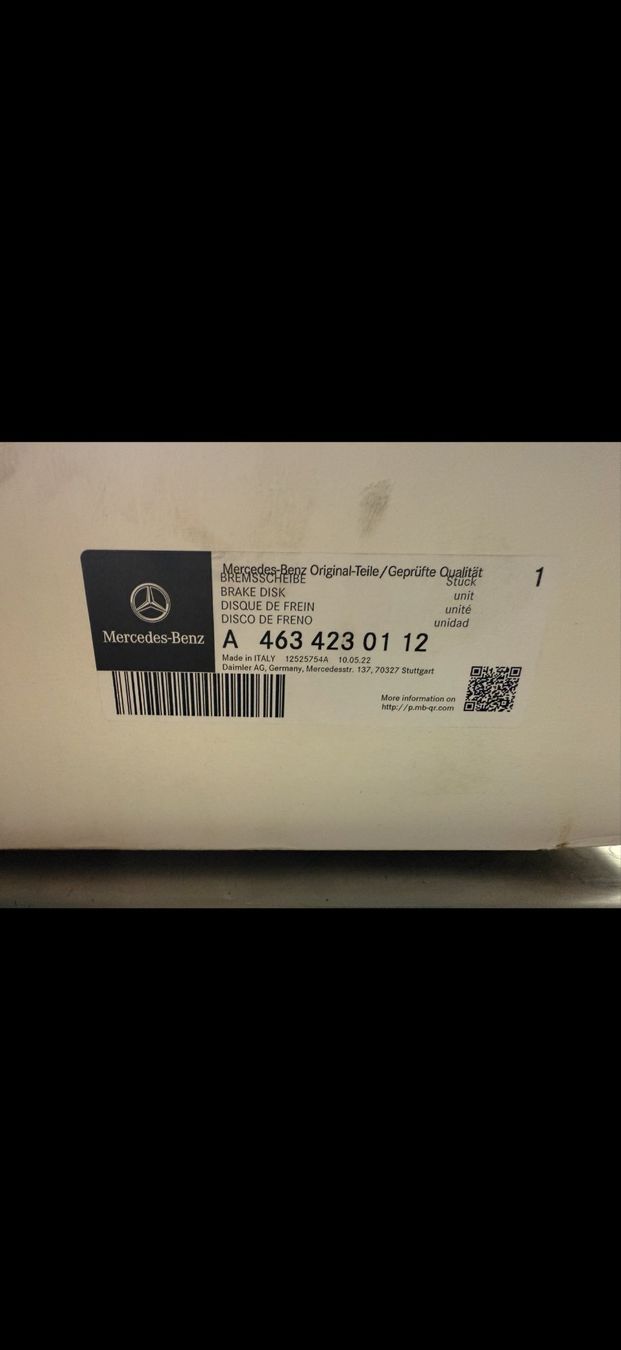 Mercedes-Benz
Mercedes-Benz Original-Teile/Geprüfte Qualität 1
BREMSSCHEIBE Stück
BRAKE DISK unit
DISQUE DE FREIN unité
DISCO DE FRENO unidad
A 463 423 01 12
Made in ITALY 12525754A 10.05.22
Daimler AG, Germany, Mercedesstr. 137, 70327 Stuttgart
More information on
http://p.mb-qr.com